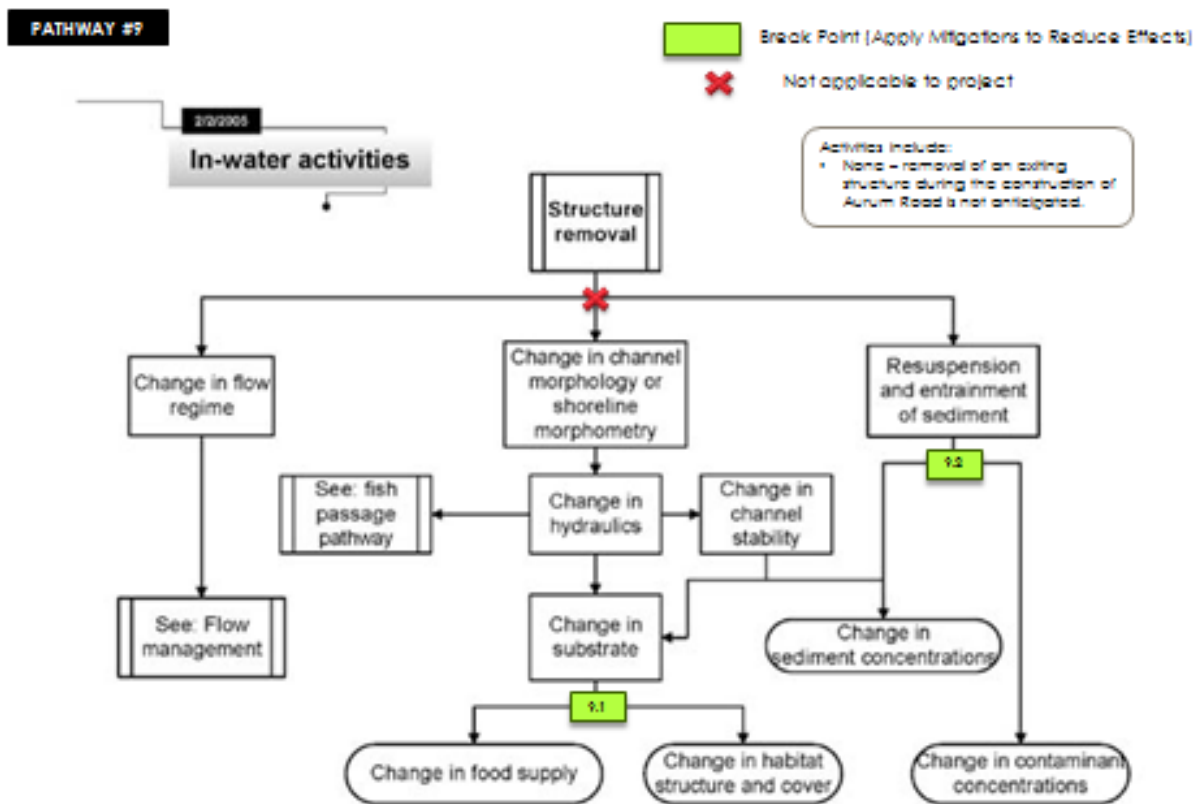 PATHWAY #9
Break Point (Apply Mitigations to Reduce Effects)
Not applicable to project
2/2/2005
In-water activities
Activities include:
• None – removal of an exiting
structure during the construction of
Aurum Road is not anticipated.
Structure
removal
Change in flow
regime
Change in channel
morphology or
shoreline
morphometry
Resuspension
and entrainment
of sediment
9.2
See: fish
passage
pathway
Change in
hydraulics
Change in
channel
stability
See: Flow
management
Change in
substrate
Change in
sediment concentrations
9.1
Change in food supply
Change in habitat
structure and cover
Change in contaminant
concentrations